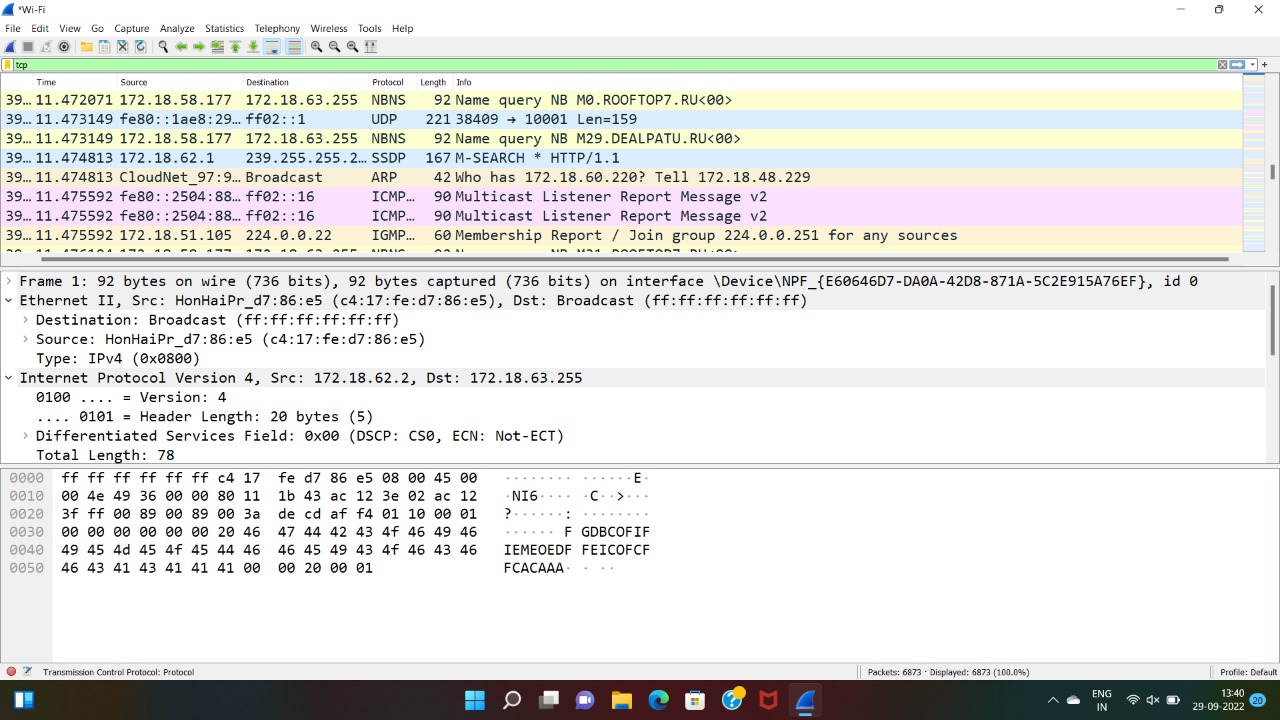 *Wi-Fi
File Edit View Go Capture Analyze Statistics Telephony Wireless Tools Help
tcp
Time Source Destination Protocol Length Info
39… 11.472071 172.18.58.177 172.18.63.255 NBNS 92 Name query NB M0.ROOFTOP7.RU<00>
39… 11.473149 fe80::1ae8:29… ff02::1 UDP 221 38409 → 10001 Len=159
39… 11.473149 172.18.58.177 172.18.63.255 NBNS 92 Name query NB M29.DEALPATU.RU<00>
39… 11.474813 172.18.62.1 239.255.255.2… SSDP 167 M-SEARCH * HTTP/1.1
39… 11.474813 CloudNet_97:9… Broadcast ARP 42 Who has 172.18.60.220? Tell 172.18.48.229
39… 11.475592 fe80::2504:88… ff02::16 ICMP… 90 Multicast Listener Report Message v2
39… 11.475592 fe80::2504:88… ff02::16 ICMP… 90 Multicast Listener Report Message v2
39… 11.475592 172.18.51.105 224.0.0.22 IGMP… 60 Membership Report / Join group 224.0.0.251 for any sources
Frame 1: 92 bytes on wire (736 bits), 92 bytes captured (736 bits) on interface \Device\NPF_{E60646D7-DA0A-42D8-871A-5C2E915A76EF}, id 0
Ethernet II, Src: HonHaiPr_d7:86:e5 (c4:17:fe:d7:86:e5), Dst: Broadcast (ff:ff:ff:ff:ff:ff)
Destination: Broadcast (ff:ff:ff:ff:ff:ff)
Source: HonHaiPr_d7:86:e5 (c4:17:fe:d7:86:e5)
Type: IPv4 (0x0800)
Internet Protocol Version 4, Src: 172.18.62.2, Dst: 172.18.63.255
0100 .... = Version: 4
.... 0101 = Header Length: 20 bytes (5)
Differentiated Services Field: 0x00 (DSCP: CS0, ECN: Not-ECT)
Total Length: 78
0000 ff ff ff ff ff ff c4 17 fe d7 86 e5 08 00 45 00 ········ ······E·
0010 00 4e 49 36 00 00 80 11 1b 43 ac 12 3e 02 ac 12 ·NI6···· ·C··>···
0020 3f ff 00 89 00 89 00 3a de cd af f4 01 10 00 01 ?······: ········
0030 00 00 00 00 00 00 20 46 47 44 42 43 4f 46 49 46 ······ F GDBCOFIF
0040 49 45 4d 45 4f 45 44 46 46 45 49 43 4f 46 43 46 IEMEOEDF FEICOFCF
0050 46 43 41 43 41 41 41 00 00 20 00 01 FCACAAA· · ··
Transmission Control Protocol: Protocol Packets: 6873 · Displayed: 6873 (100.0%) Profile: Default
ENG IN 13:40 29-09-2022 20